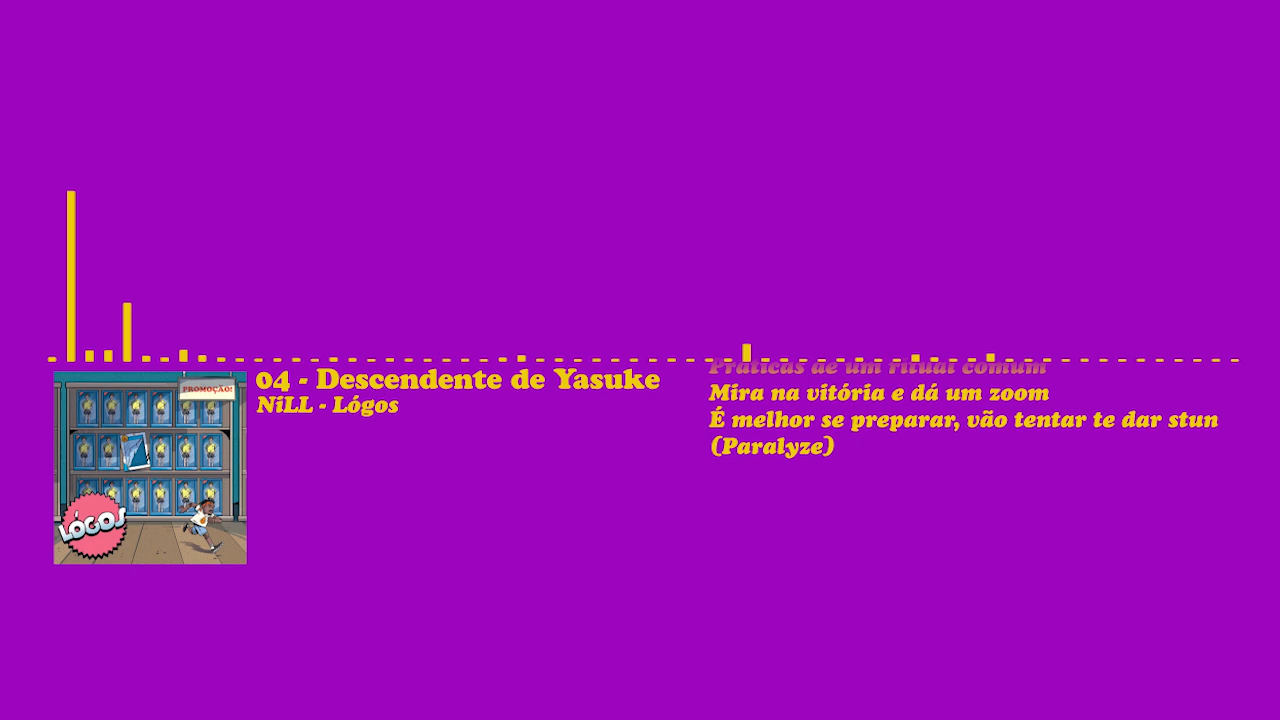 04 - Descendente de Yasuke
NiLL - Lógos
PROMOÇÃO!
LÓGOS
Práticas de um ritual comum
Mira na vitória e dá um zoom
É melhor se preparar, vão tentar te dar stun
(Paralyze)